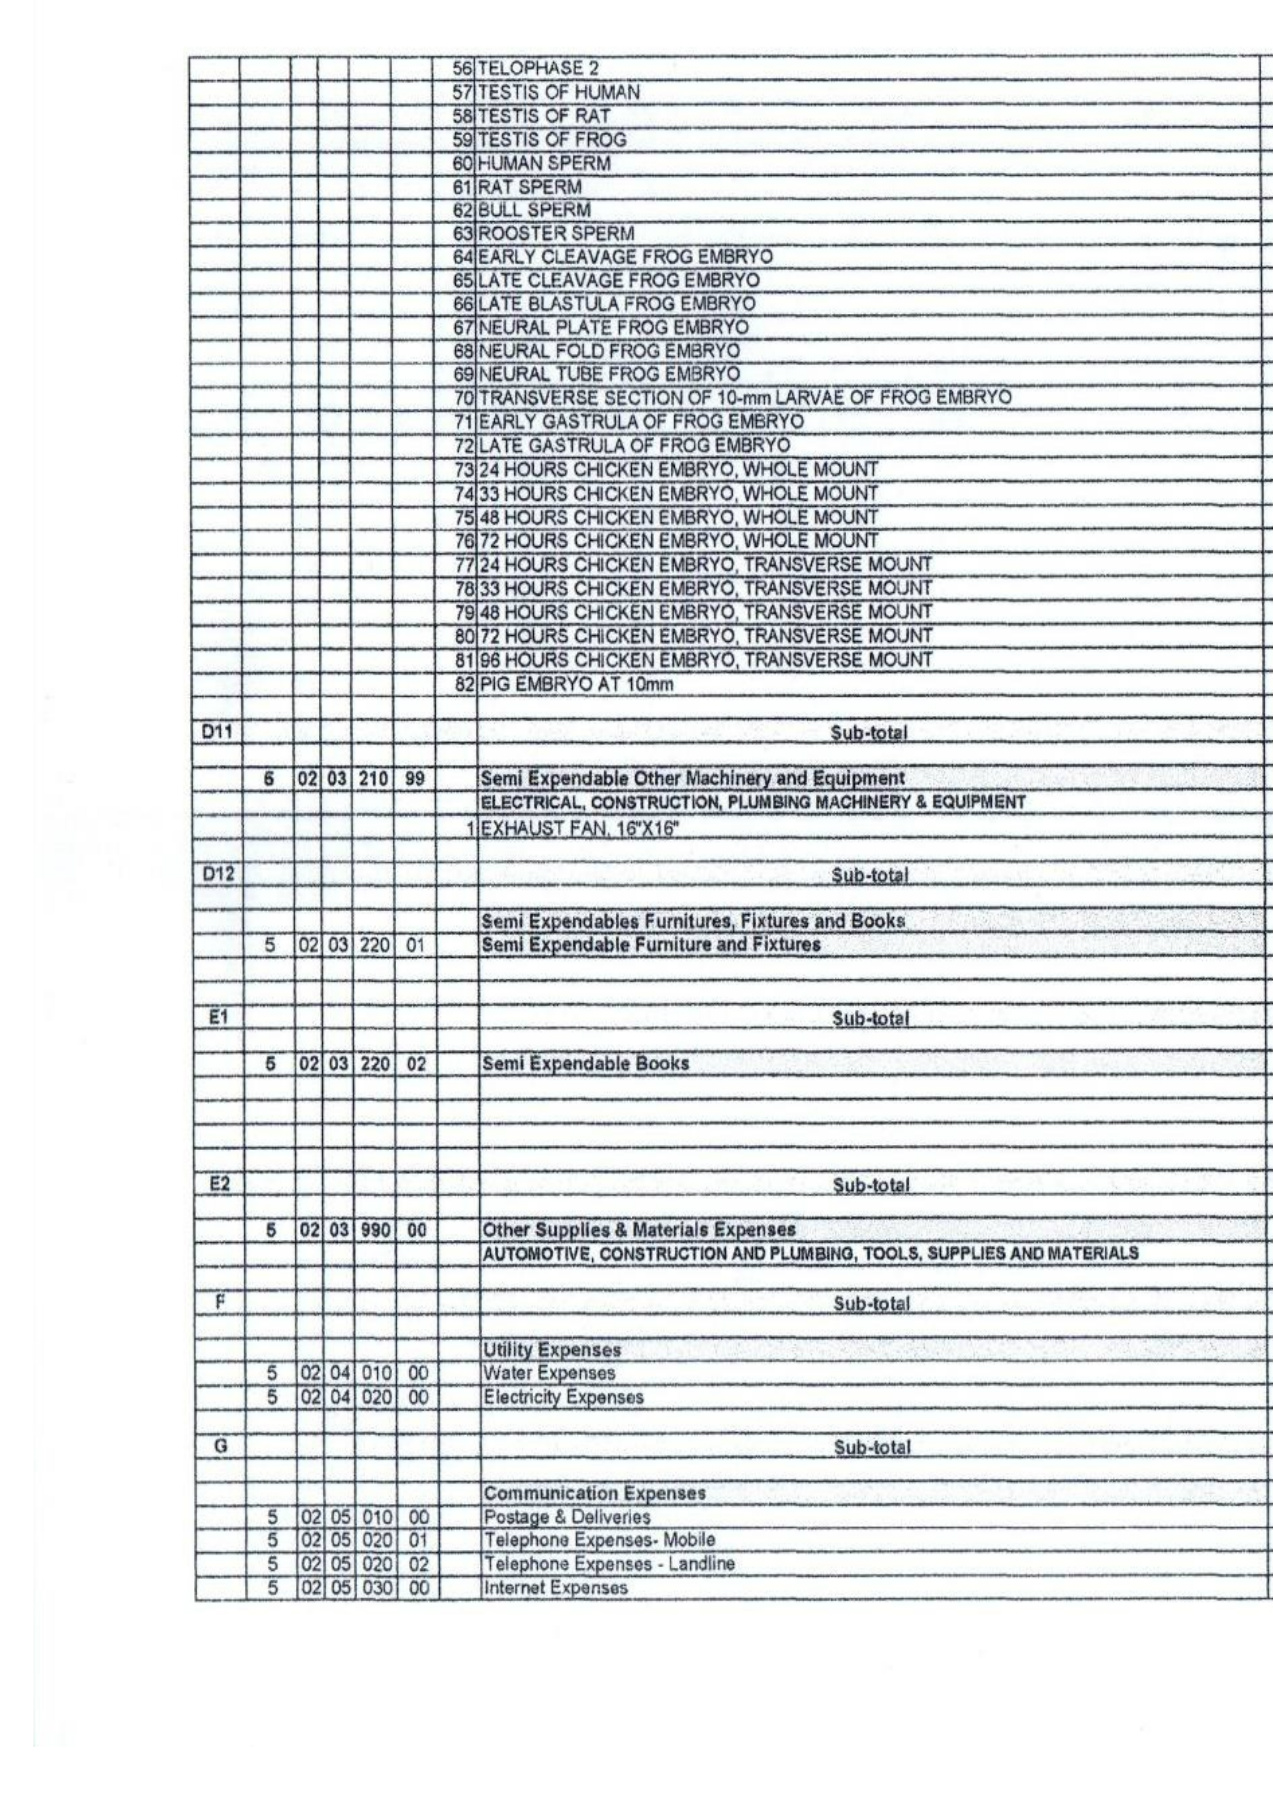 56 TELOPHASE 2
57 TESTIS OF HUMAN
58 TESTIS OF RAT
59 TESTIS OF FROG
60 HUMAN SPERM
61 RAT SPERM
62 BULL SPERM
63 ROOSTER SPERM
64 EARLY CLEAVAGE FROG EMBRYO
65 LATE CLEAVAGE FROG EMBRYO
66 LATE BLASTULA FROG EMBRYO
67 NEURAL PLATE FROG EMBRYO
68 NEURAL FOLD FROG EMBRYO
69 NEURAL TUBE FROG EMBRYO
70 TRANSVERSE SECTION OF 10-mm LARVAE OF FROG EMBRYO
71 EARLY GASTRULA OF FROG EMBRYO
72 LATE GASTRULA OF FROG EMBRYO
73 24 HOURS CHICKEN EMBRYO, WHOLE MOUNT
74 33 HOURS CHICKEN EMBRYO, WHOLE MOUNT
75 48 HOURS CHICKEN EMBRYO, WHOLE MOUNT
76 72 HOURS CHICKEN EMBRYO, WHOLE MOUNT
77 24 HOURS CHICKEN EMBRYO, TRANSVERSE MOUNT
78 33 HOURS CHICKEN EMBRYO, TRANSVERSE MOUNT
79 48 HOURS CHICKEN EMBRYO, TRANSVERSE MOUNT
80 72 HOURS CHICKEN EMBRYO, TRANSVERSE MOUNT
81 96 HOURS CHICKEN EMBRYO, TRANSVERSE MOUNT
82 PIG EMBRYO AT 10mm
D11 Sub-total
6 02 03 210 99 Semi Expendable Other Machinery and Equipment
ELECTRICAL, CONSTRUCTION, PLUMBING MACHINERY & EQUIPMENT
1 EXHAUST FAN, 16"X16"
D12 Sub-total
Semi Expendables Furnitures, Fixtures and Books
5 02 03 220 01 Semi Expendable Furniture and Fixtures
E1 Sub-total
5 02 03 220 02 Semi Expendable Books
E2 Sub-total
5 02 03 990 00 Other Supplies & Materials Expenses
AUTOMOTIVE, CONSTRUCTION AND PLUMBING, TOOLS, SUPPLIES AND MATERIALS
F Sub-total
Utility Expenses
5 02 04 010 00 Water Expenses
5 02 04 020 00 Electricity Expenses
G Sub-total
Communication Expenses
5 02 05 010 00 Postage & Deliveries
5 02 05 020 01 Telephone Expenses- Mobile
5 02 05 020 02 Telephone Expenses - Landline
5 02 05 030 00 Internet Expenses